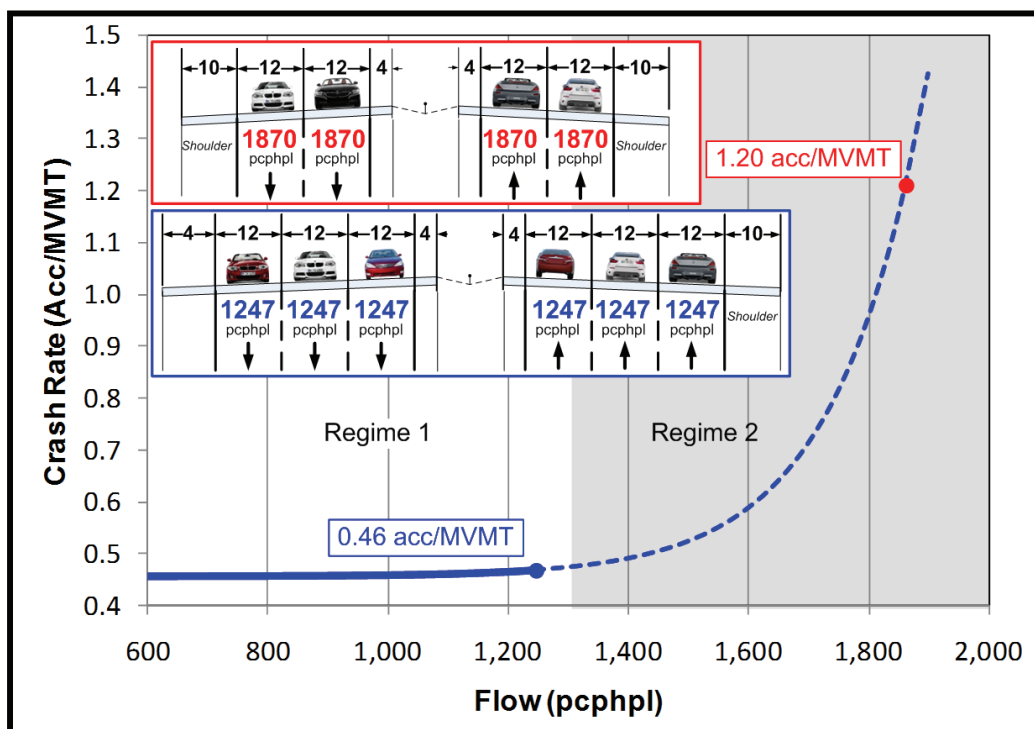 1.5
1.4
1.3
1.2
1.1
1.0
0.9
0.8
0.7
0.6
0.5
0.4
Crash Rate (Acc/MVMT)
10 12 12 4 4 12 12 10
Shoulder 1870 1870 1870 1870 Shoulder
pcphpl pcphpl pcphpl pcphpl
1.20 acc/MVMT
4 12 12 12 4 4 12 12 12 10
1247 1247 1247 1247 1247 1247 Shoulder
pcphpl pcphpl pcphpl pcphpl pcphpl pcphpl
Regime 1 Regime 2
0.46 acc/MVMT
600 800 1,000 1,200 1,400 1,600 1,800 2,000
Flow (pcphpl)